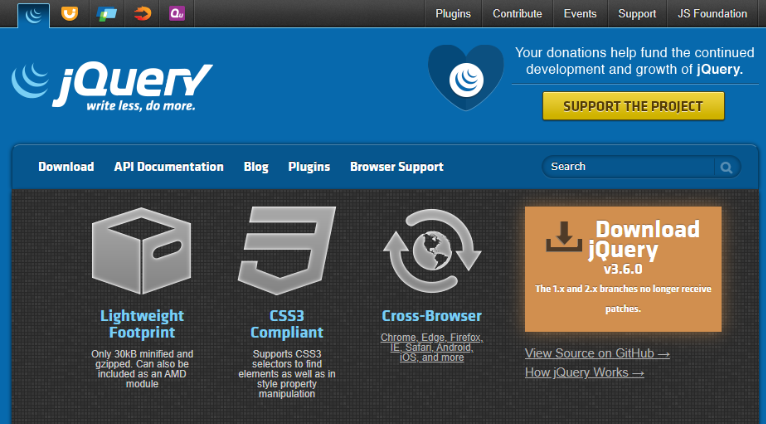 Plugins
Contribute
Events
Support
JS Foundation
jQuery
write less, do more.
Your donations help fund the continued
development and growth of jQuery.
SUPPORT THE PROJECT
Download
API Documentation
Blog
Plugins
Browser Support
Search
Lightweight
Footprint
Only 30kB minified and
gzipped. Can also be
included as an AMD
module
CSS3
Compliant
Supports CSS3
selectors to find
elements as well as in
style property
manipulation
Cross-Browser
Chrome, Edge, Firefox,
IE, Safari, Android,
iOS, and more
Download
jQuery
v3.6.0
The 1.x and 2.x branches no longer receive
patches.
View Source on GitHub →
How jQuery Works →